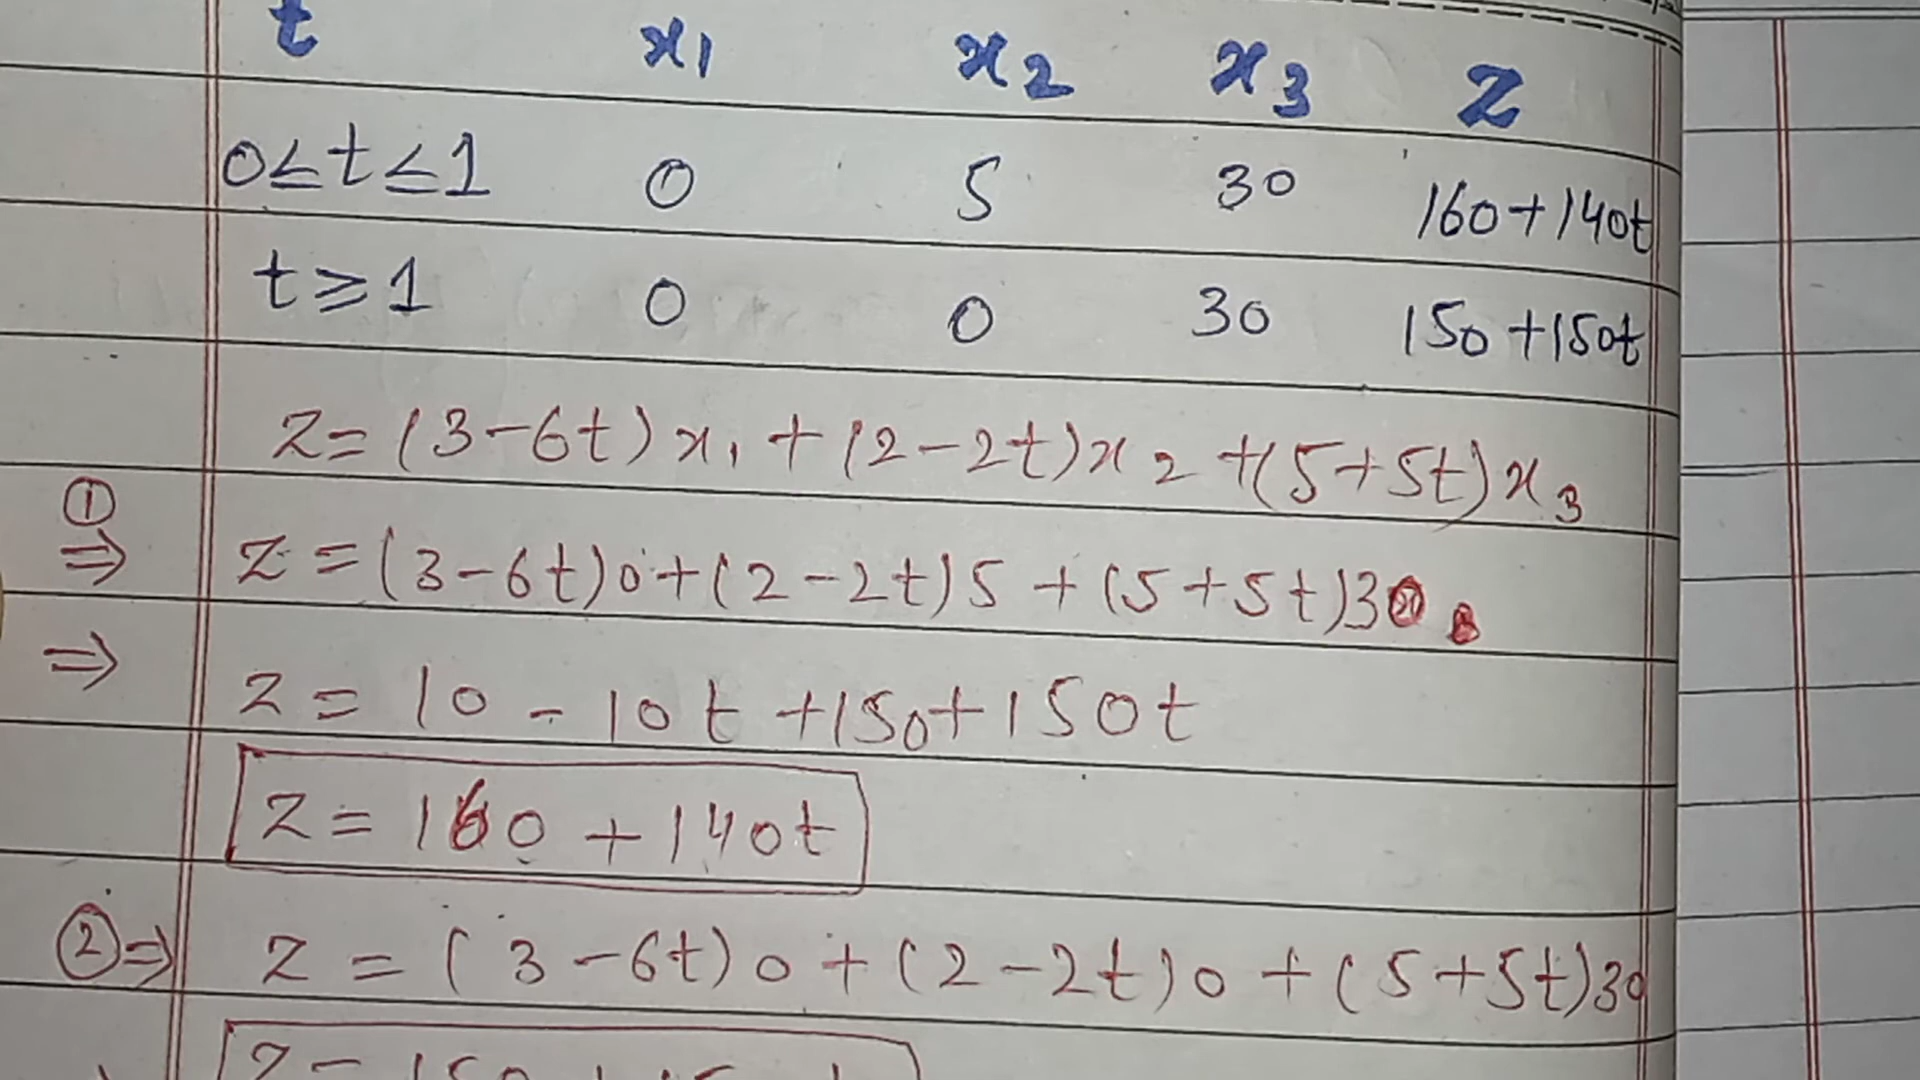 t x1 x2 x3 Z
0≤t≤1 0 5 30 160+140t
t≥1 0 0 30 150+150t
Z=(3-6t)x1+(2-2t)x2+(5+5t)x3
① ⇒ Z=(3-6t)0+(2-2t)5+(5+5t)30
⇒ Z=10-10t+150+150t
Z=160+140t
②⇒ Z=(3-6t)0+(2-2t)0+(5+5t)30